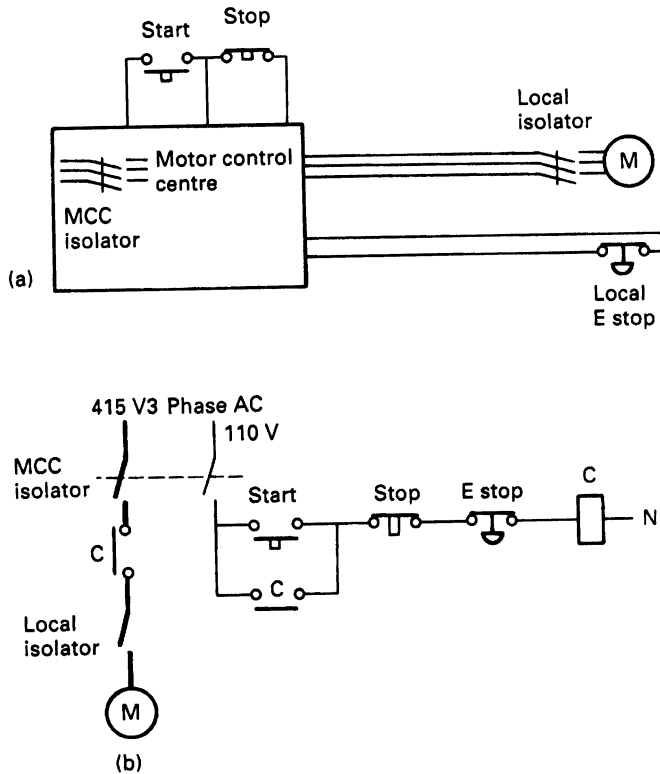 Start
Stop
Local
isolator
Motor control
centre
M
MCC
isolator
(a)
Local
E stop
415 V3 Phase AC
110 V
MCC
isolator
Start
Stop
E stop
C
N
C
C
Local
isolator
M
(b)